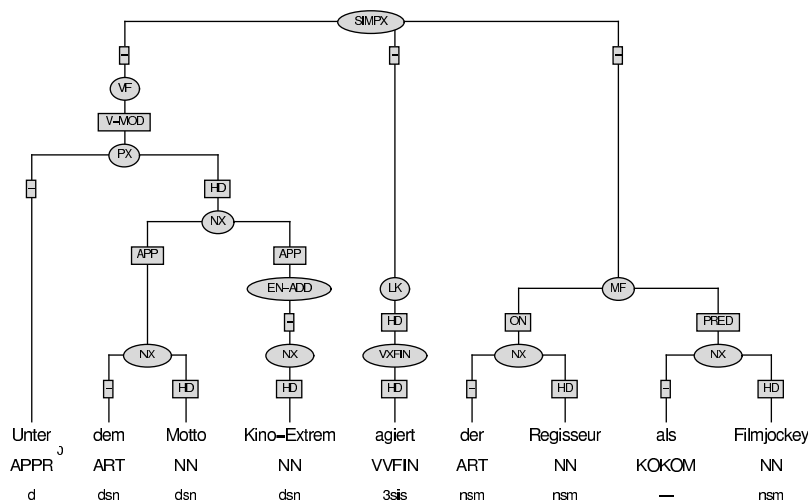 SIMPX
– – –
VF
V–MOD
PX
– HD
NX
APP APP
EN–ADD LK MF
– HD ON PRED
NX NX VXFIN NX NX
– HD HD HD – HD – HD
Unter dem Motto Kino–Extrem agiert der Regisseur als Filmjockey
APPR ART NN NN VVFIN ART NN KOKOM NN
d dsn dsn dsn 3sis nsm nsm — nsm